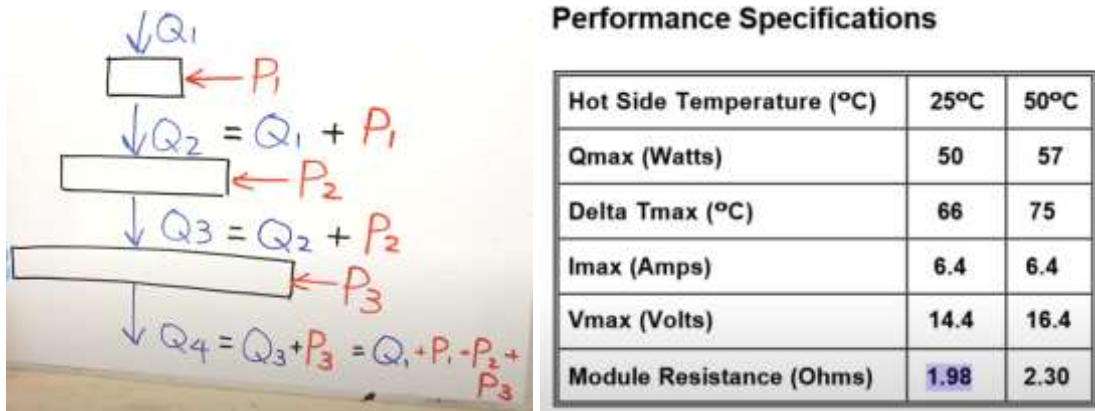 Q1
P1
Q2 = Q1 + P1
P2
Q3 = Q2 + P2
P3
Q4 = Q3 + P3 = Q1 + P1 - P2 +
P3
Performance Specifications
Hot Side Temperature (ºC) 25ºC 50ºC
Qmax (Watts) 50 57
Delta Tmax (ºC) 66 75
Imax (Amps) 6.4 6.4
Vmax (Volts) 14.4 16.4
Module Resistance (Ohms) 1.98 2.30